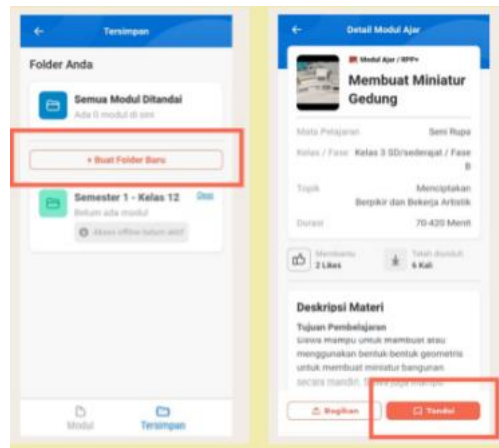 Tersimpan
Folder Anda
Semua Modul Ditandai
Ada 0 modul di sini
+ Buat Folder Baru
Semester 1 - Kelas 12
Belum ada modul
Akses offline belum aktif
Modul
Tersimpan
Detail Modul Ajar
Modul Ajar / RPP+
Membuat Miniatur
Gedung
Mata Pelajaran Seni Rupa
Kelas / Fase Kelas 3 SD/sederajat / Fase
B
Topik Menciptakan
Berpikir dan Bekerja Artistik
Durasi 70-420 Menit
Membantu
2 Likes
Telah diunduh
6 Kali
Deskripsi Materi
Tujuan Pembelajaran
Siswa mampu untuk membuat atau
menggunakan bentuk-bentuk geometris
untuk membuat miniatur bangunan
secara mandiri. Siswa juga mampu
Bagikan
Tandai